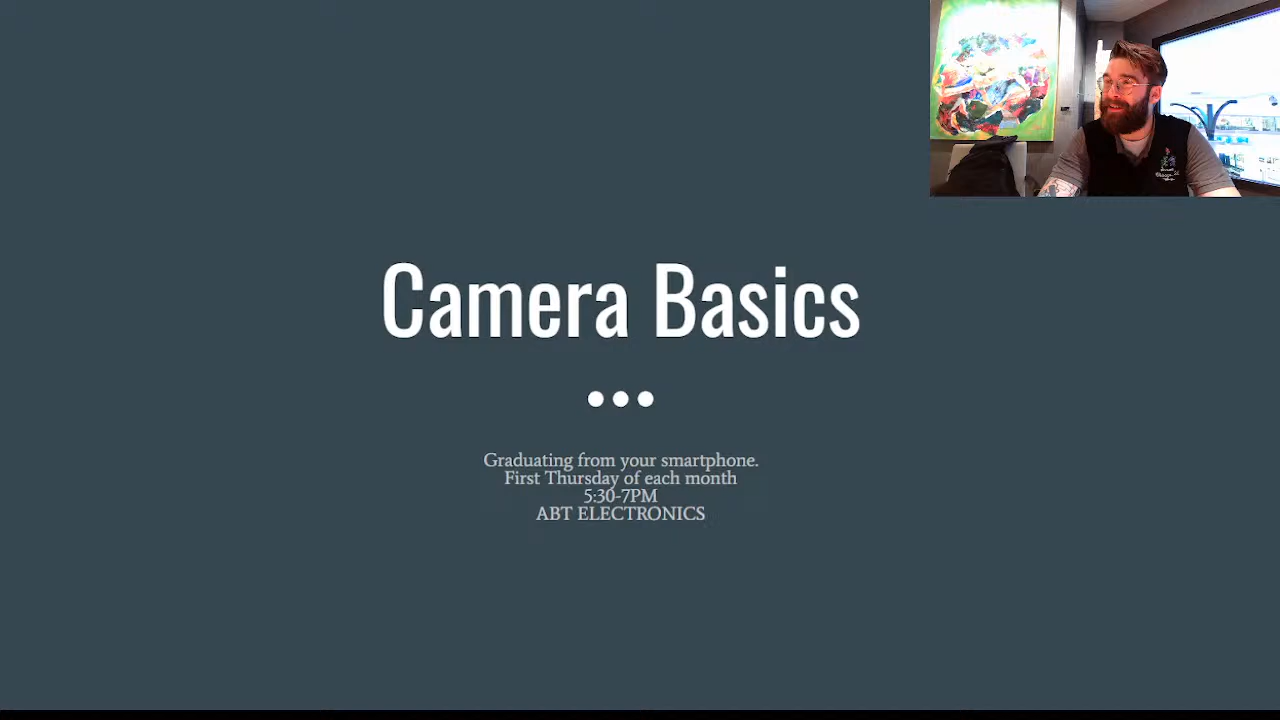 Camera Basics
Graduating from your smartphone.
First Thursday of each month
5:30-7PM
ABT ELECTRONICS